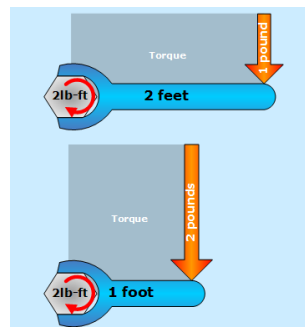 Torque
1 pound
2lb-ft
2 feet
Torque
2 pounds
2lb-ft
1 foot